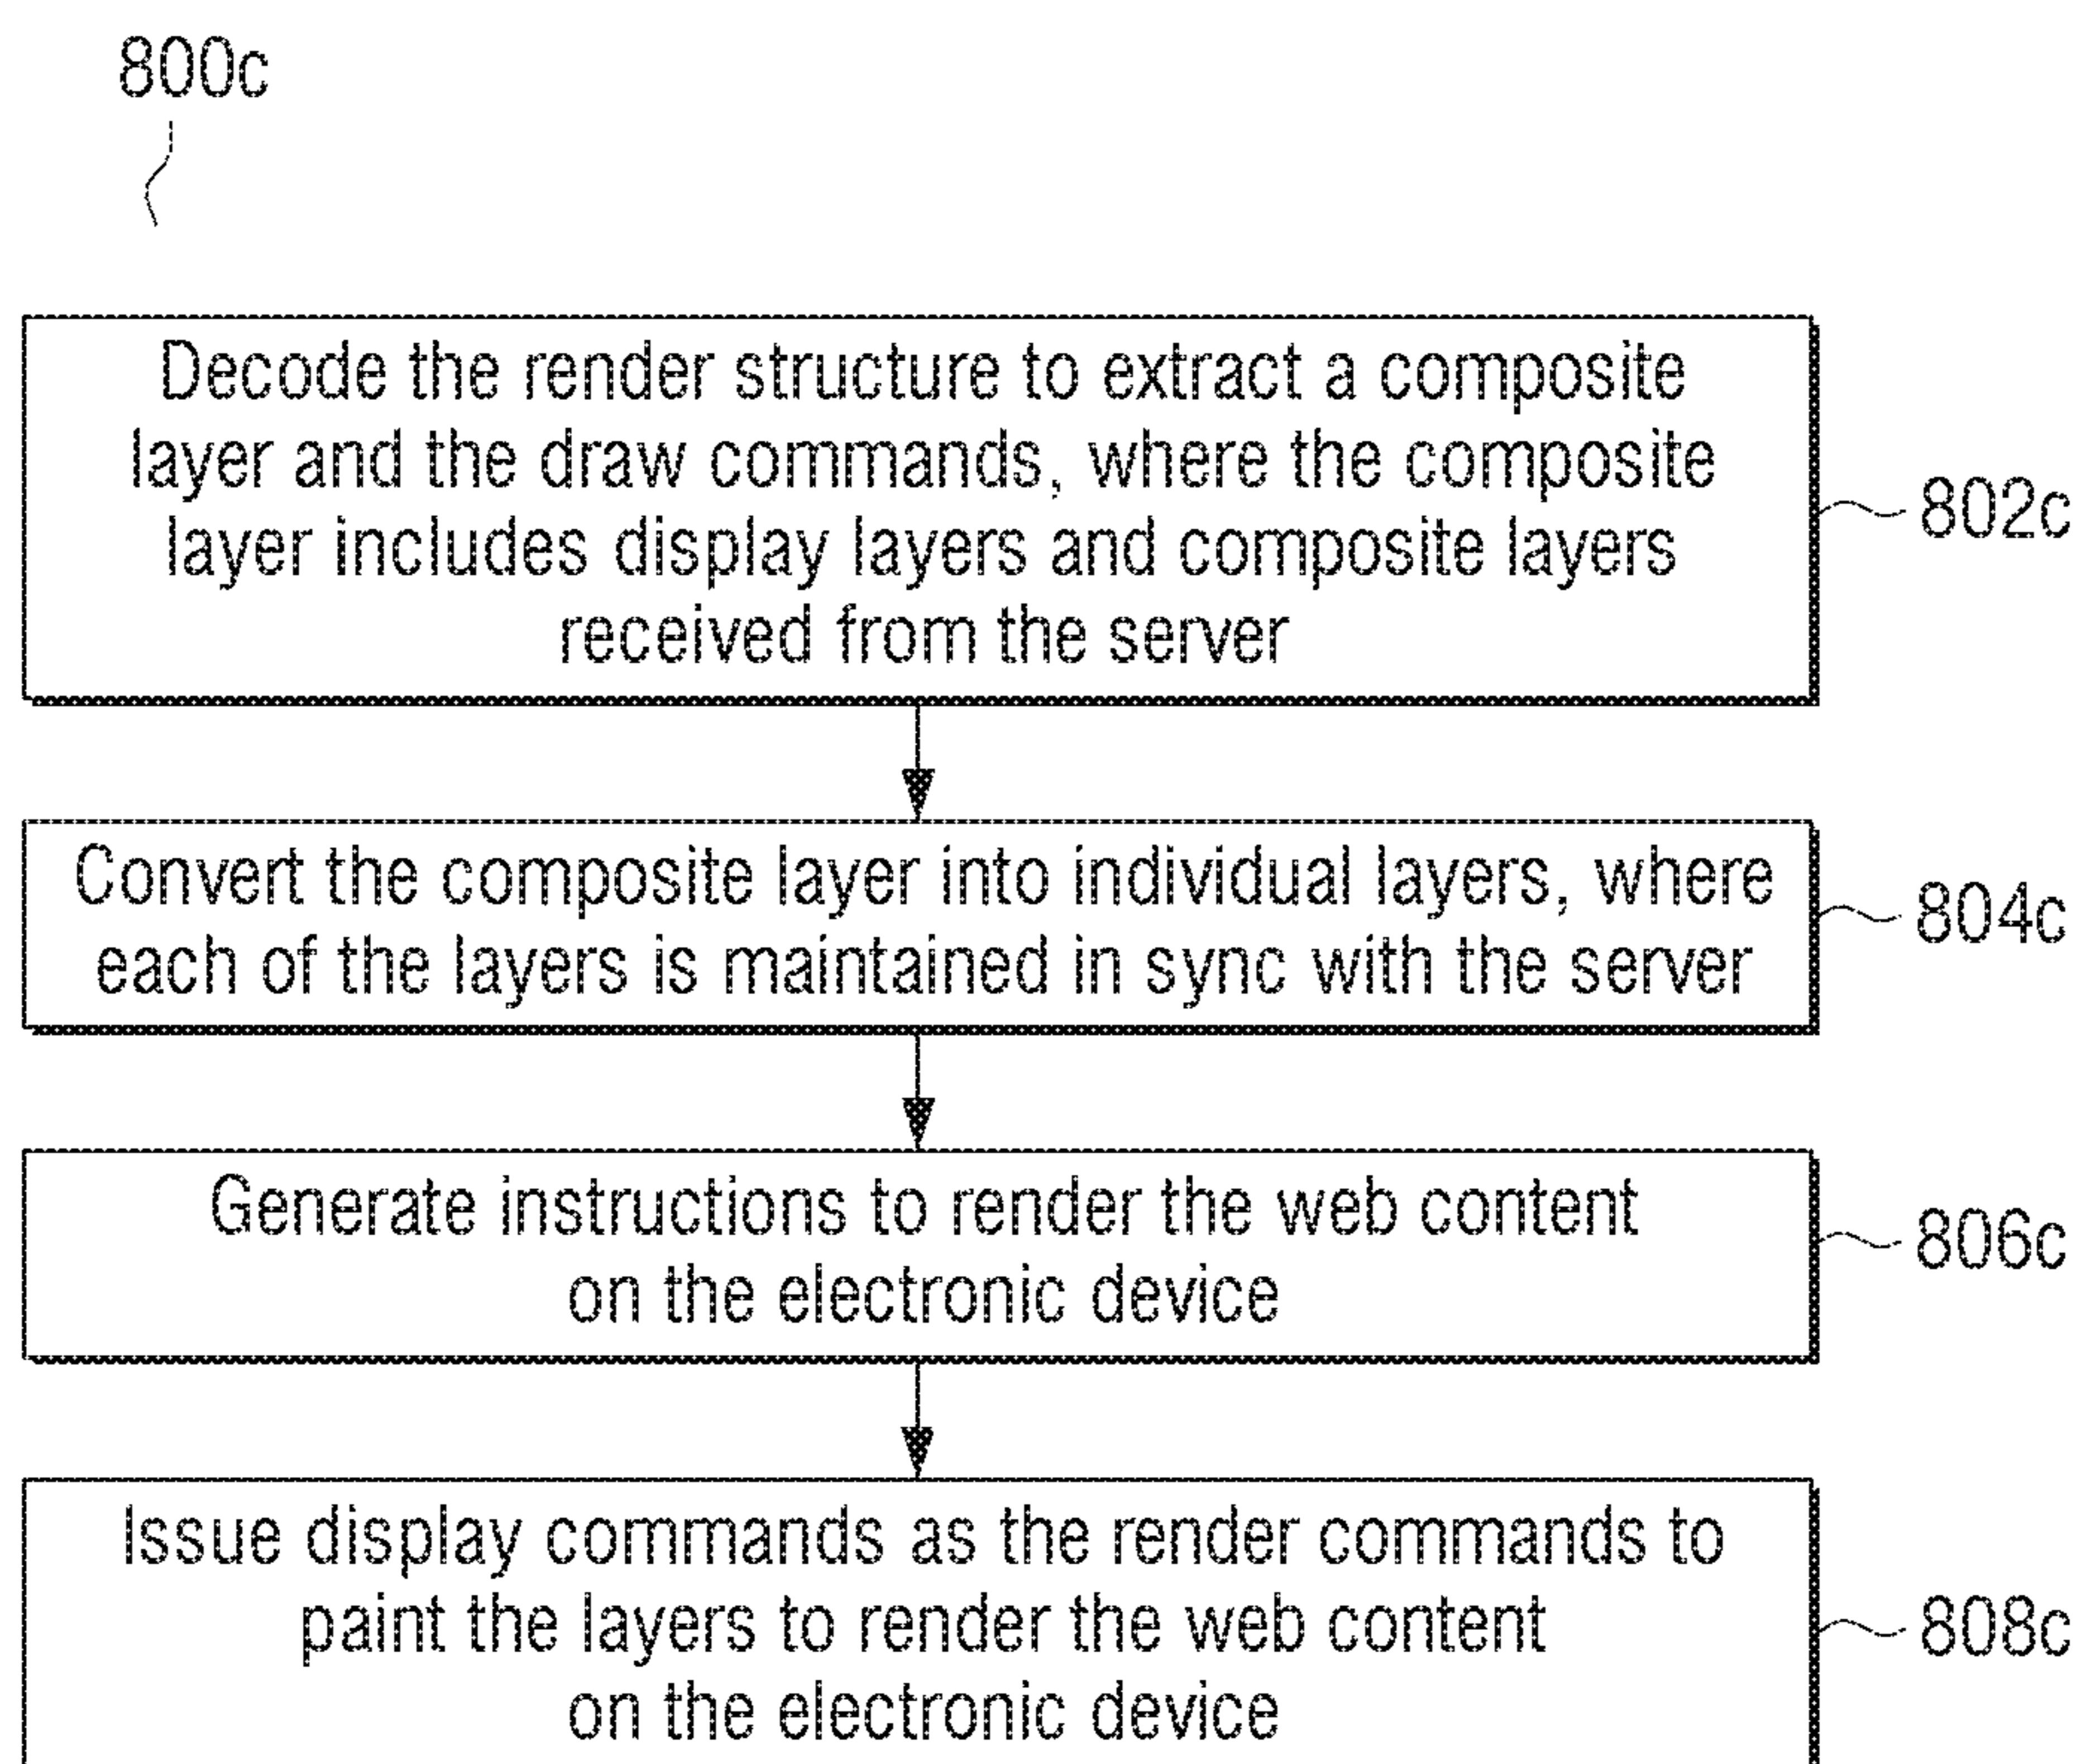 800c
Decode the render structure to extract a composite
layer and the draw commands, where the composite
layer includes display layers and composite layers
received from the server
802c
Convert the composite layer into individual layers, where
each of the layers is maintained in sync with the server
804c
Generate instructions to render the web content
on the electronic device
806c
Issue display commands as the render commands to
paint the layers to render the web content
on the electronic device
808c